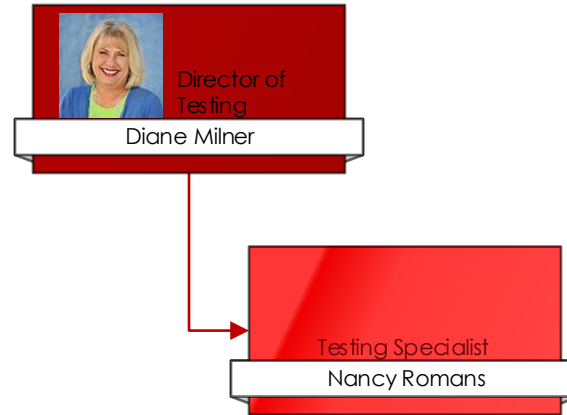 Director of
Testing
Diane Milner
Testing Specialist
Nancy Romans